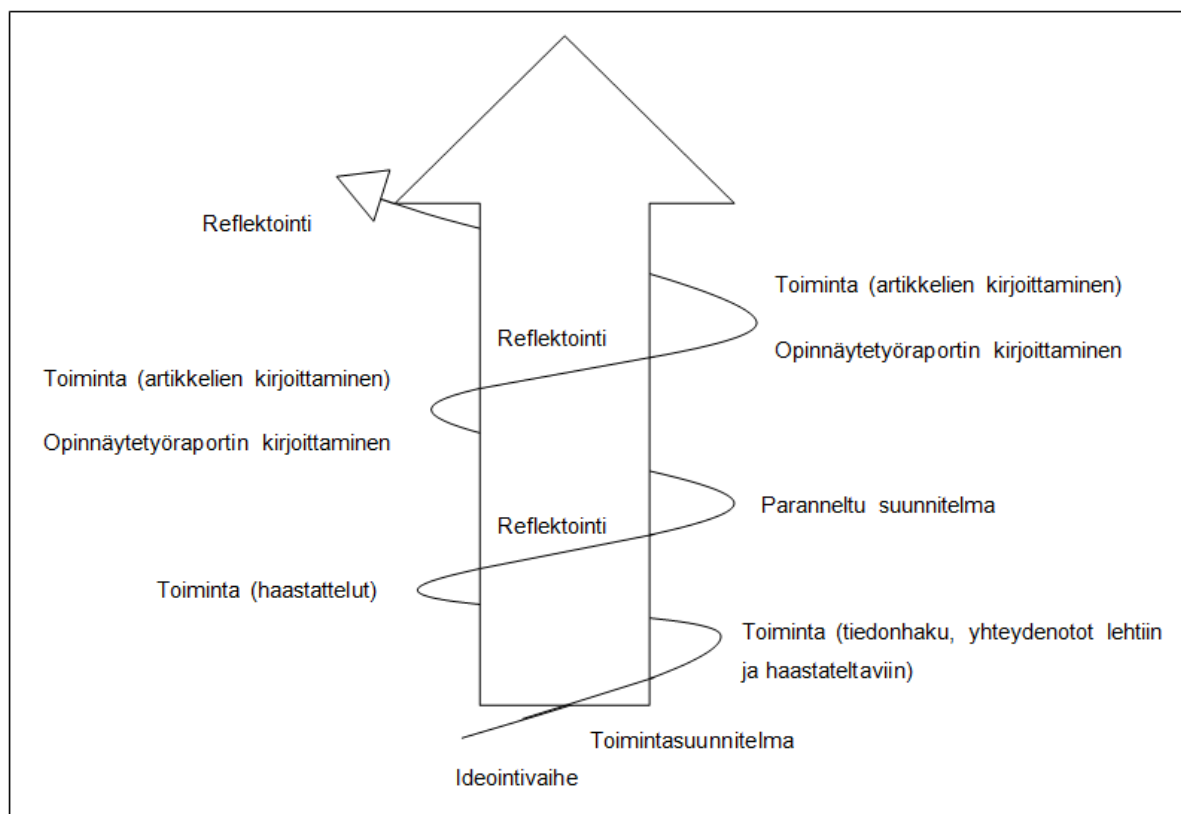 Reflektointi
Toiminta (artikkelien kirjoittaminen)
Reflektointi
Opinnäytetyöraportin kirjoittaminen
Toiminta (artikkelien kirjoittaminen)
Opinnäytetyöraportin kirjoittaminen
Paranneltu suunnitelma
Reflektointi
Toiminta (haastattelut)
Toiminta (tiedonhaku, yhteydenotot lehtiin
ja haastateltaviin)
Toimintasuunnitelma
Ideointivaihe